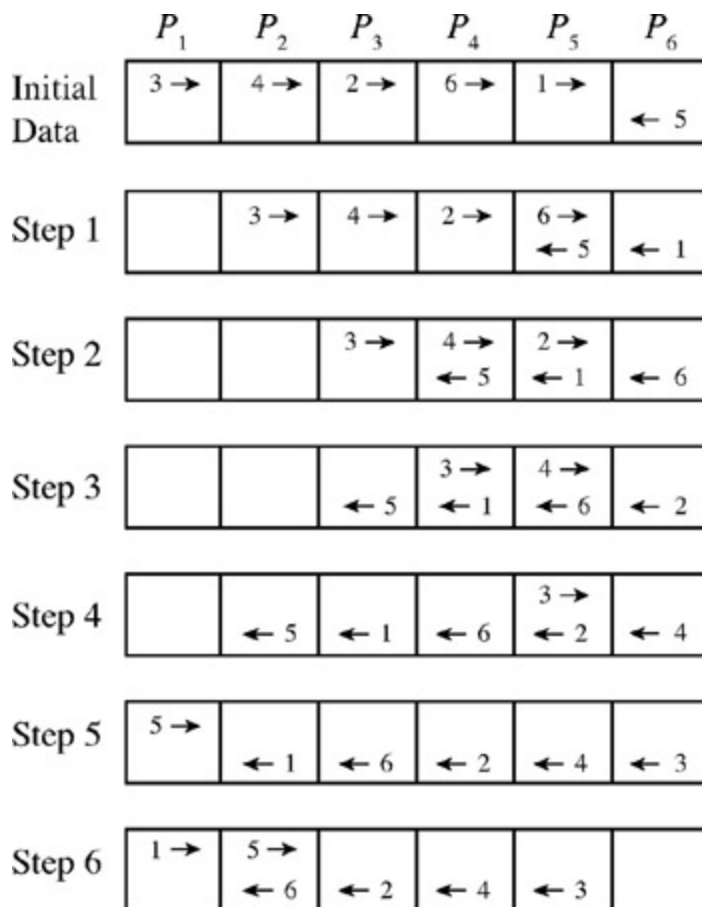 P₁ P₂ P₃ P₄ P₅ P₆
Initial Data
3→ 4→ 2→ 6→ 1→
←5
Step 1
3→ 4→ 2→ 6→
←5 ←1
Step 2
3→ 4→ 2→
←5 ←1 ←6
Step 3
3→ 4→
←5 ←1 ←6 ←2
Step 4
3→
←5 ←1 ←6 ←2 ←4
Step 5
5→
←1 ←6 ←2 ←4 ←3
Step 6
1→ 5→
←6 ←2 ←4 ←3